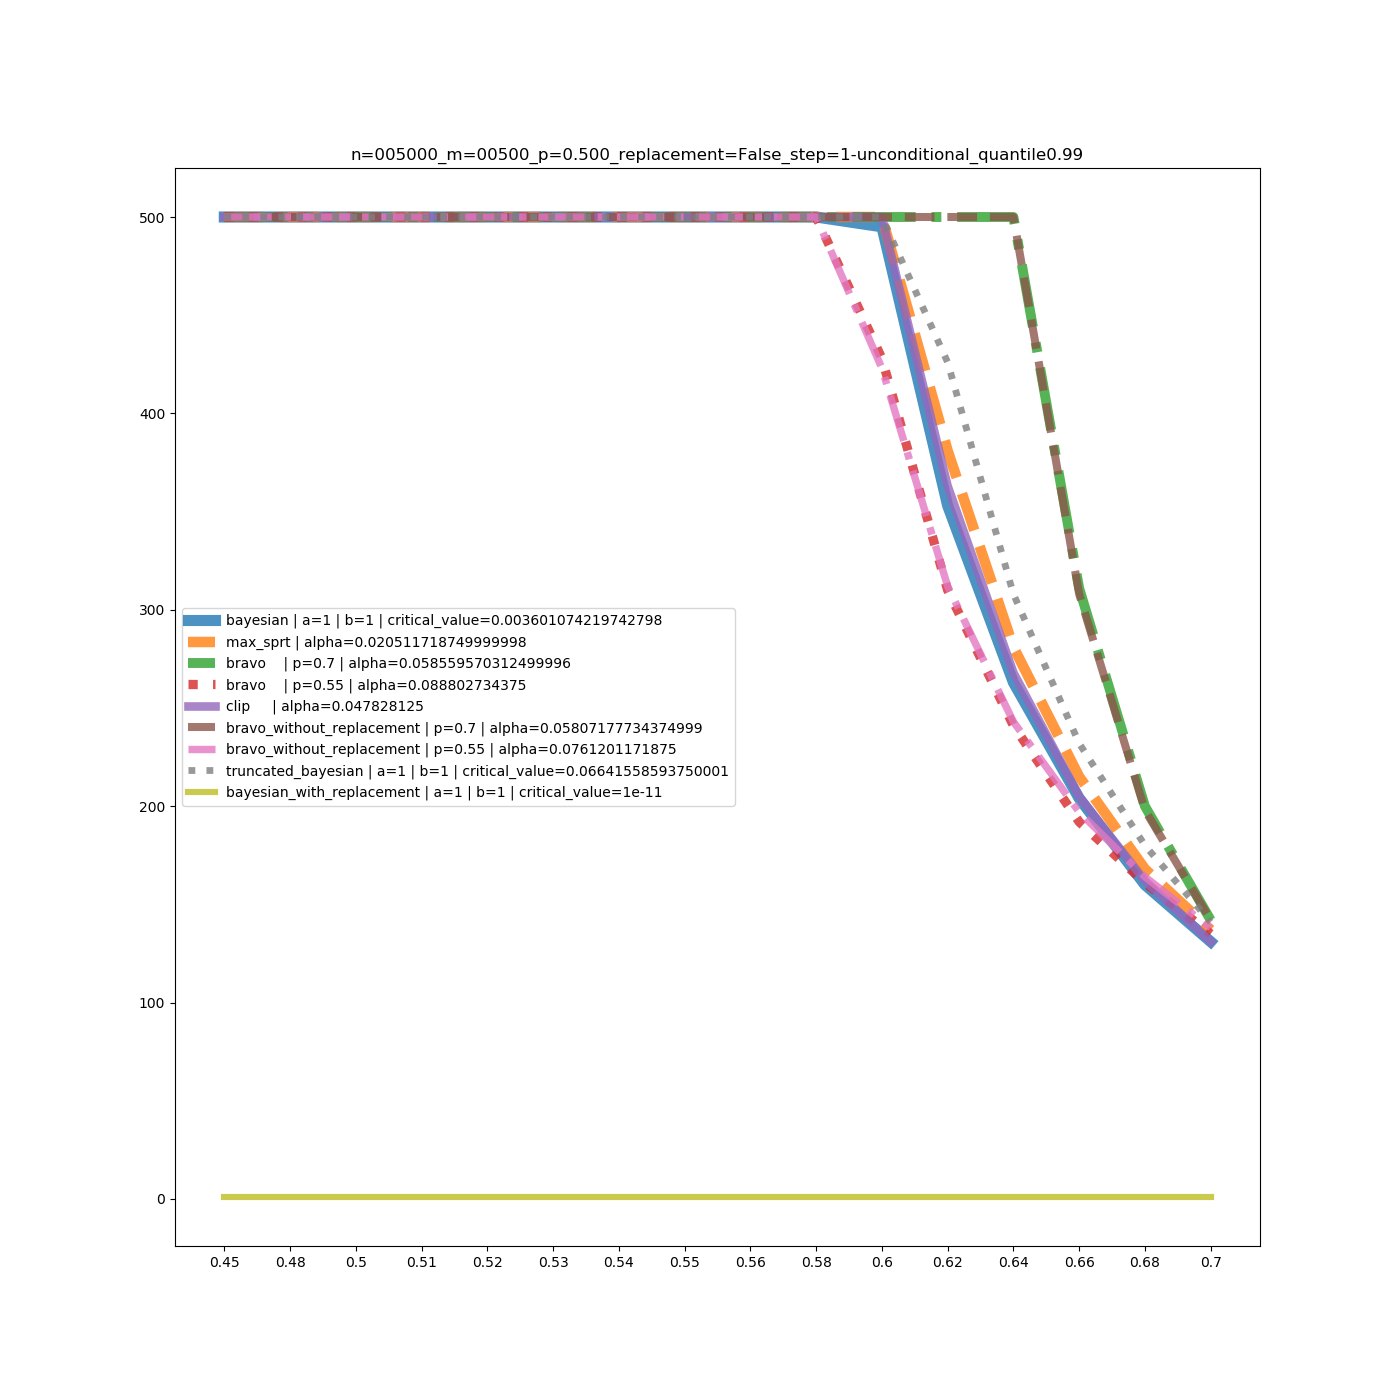 n=005000_m=00500_p=0.500_replacement=False_step=1-unconditional_quantile0.99
500
400
300
200
100
0
bayesian | a=1 | b=1 | critical_value=0.003601074219742798
max_sprt | alpha=0.020511718749999998
bravo | p=0.7 | alpha=0.058559570312499996
bravo | p=0.55 | alpha=0.088802734375
clip | alpha=0.047828125
bravo_without_replacement | p=0.7 | alpha=0.05807177734374999
bravo_without_replacement | p=0.55 | alpha=0.0761201171875
truncated_bayesian | a=1 | b=1 | critical_value=0.06641558593750001
bayesian_with_replacement | a=1 | b=1 | critical_value=1e-11
0.45 0.48 0.5 0.51 0.52 0.53 0.54 0.55 0.56 0.58 0.6 0.62 0.64 0.66 0.68 0.7